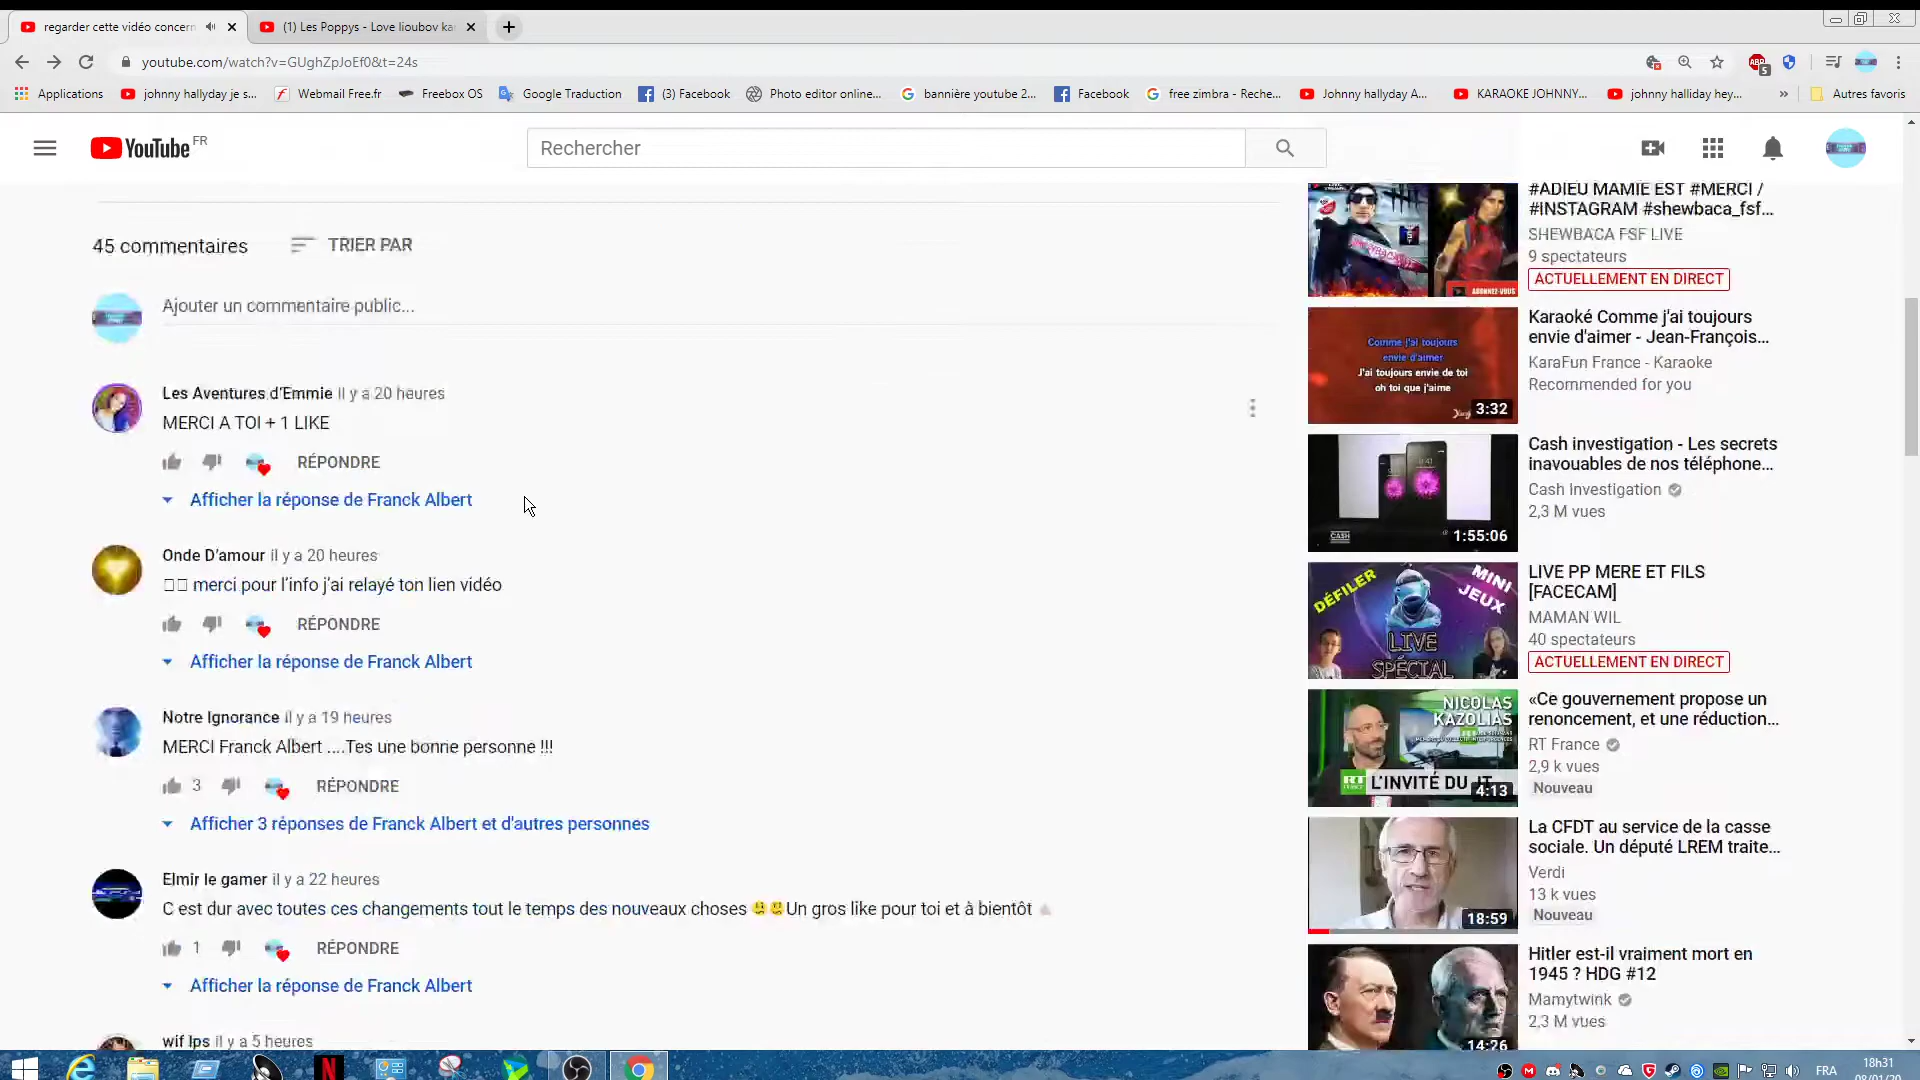 regarder cette vidéo concern
(1) Les Poppys - Love lioubov ka
youtube.com/watch?v=GUghZpJoEf0&t=24s
ABP
5
Applications
johnny hallyday je s...
Webmail Free.fr
Freebox OS
Google Traduction
(3) Facebook
Photo editor online...
bannière youtube 2...
Facebook
free zimbra - Reche...
Johnny hallyday A...
KARAOKE JOHNNY...
johnny halliday hey...
»
Autres favoris
YouTube FR
Rechercher
45 commentaires
TRIER PAR
Ajouter un commentaire public...
Les Aventures d'Emmie il y a 20 heures
MERCI A TOI + 1 LIKE
RÉPONDRE
Afficher la réponse de Franck Albert
Onde D'amour il y a 20 heures
merci pour l'info j'ai relayé ton lien vidéo
RÉPONDRE
Afficher la réponse de Franck Albert
Notre Ignorance il y a 19 heures
MERCI Franck Albert ....Tes une bonne personne !!!
3
RÉPONDRE
Afficher 3 réponses de Franck Albert et d'autres personnes
Elmir le gamer il y a 22 heures
C est dur avec toutes ces changements tout le temps des nouveaux choses Un gros like pour toi et à bientôt
1
RÉPONDRE
Afficher la réponse de Franck Albert
wif lps il y a 5 heures
#ADIEU MAMIE EST #MERCI /
#INSTAGRAM #shewbaca_fsf...
SHEWBACA FSF LIVE
9 spectateurs
ACTUELLEMENT EN DIRECT
ABONNEZ-VOUS
Comme j'ai toujours
envie d'aimer
J'ai toujours envie de toi
oh toi que j'aime
3:32
Karaoké Comme j'ai toujours
envie d'aimer - Jean-François...
KaraFun France - Karaoke
Recommended for you
CASH
1:55:06
Cash investigation - Les secrets
inavouables de nos téléphone...
Cash Investigation
2,3 M vues
DÉFILER
MINI
JEUX
LIVE
SPÉCIAL
LIVE PP MERE ET FILS
[FACECAM]
MAMAN WIL
40 spectateurs
ACTUELLEMENT EN DIRECT
NICOLAS
KAZOLIAS
RT
L'INVITÉ DU JT
4:13
«Ce gouvernement propose un
renoncement, et une réduction...
RT France
2,9 k vues
Nouveau
18:59
La CFDT au service de la casse
sociale. Un député LREM traite...
Verdi
13 k vues
Nouveau
14:26
Hitler est-il vraiment mort en
1945 ? HDG #12
Mamytwink
2,3 M vues
FRA
18h31
08/01/20